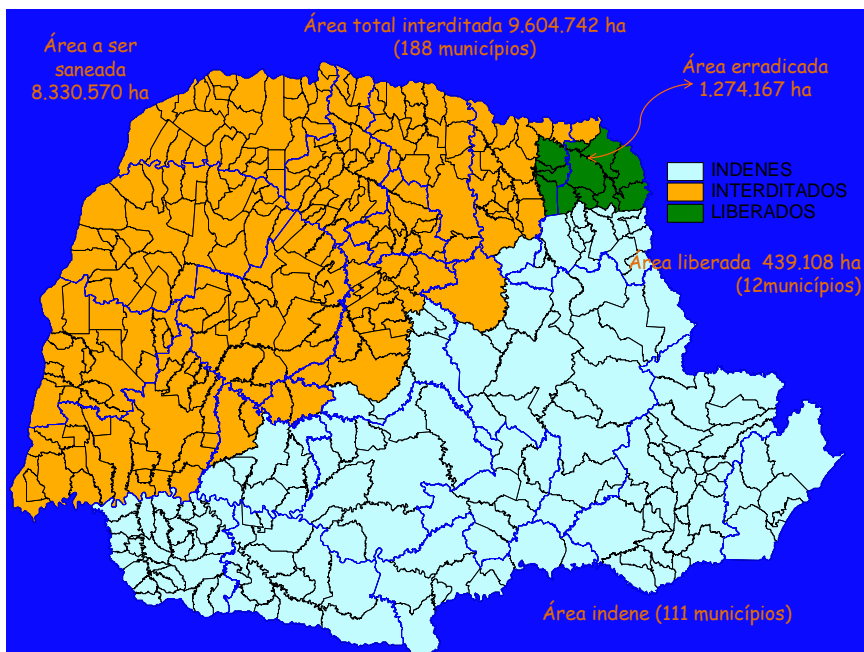 Área total interditada 9.604.742 ha
(188 municípios)
Área a ser
saneada
8.330.570 ha
Área erradicada
1.274.167 ha
INDENES
INTERDITADOS
LIBERADOS
Área liberada 439.108 ha
(12municípios)
Área indene (111 municípios)